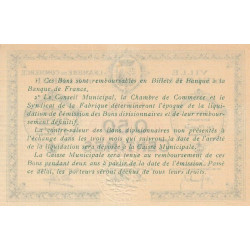 1/ Ces Bons sont remboursables en Billets de Banque à la
Banque de France.
2° Le Conseil Municipal, la Chambre de Commerce et le
Syndicat de la Fabrique détermineront l'époque de la liqui-
dation de l'émission des Bons divisionnaires et de leur rembour-
sement définitif.
La contre-valeur des Bons divisionnaires non présentés à
l'échange dans les trois mois qui suivront la date de l'arrêté
de la liquidation sera déposée à la Caisse Municipale.
La Caisse Municipale sera tenue au remboursement de ces
Bons pendant deux ans à partir de la date de l'émission. Passé
ce délai, les porteurs seront déchus de tous leurs droits.